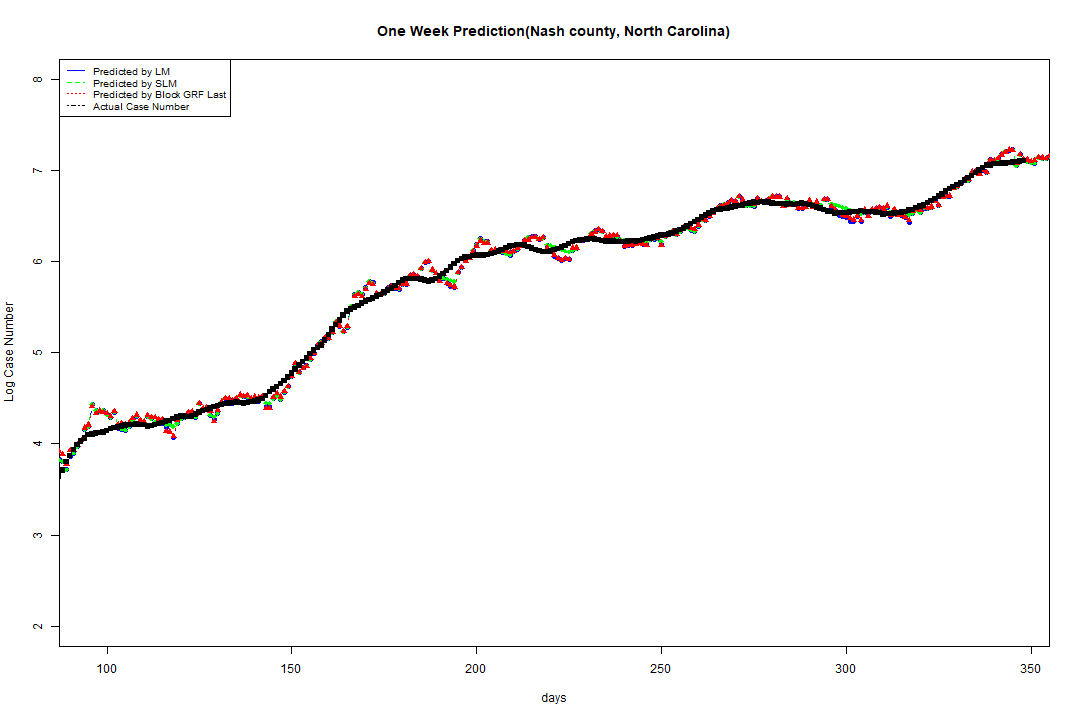 One Week Prediction(Nash county, North Carolina)
Predicted by LM
Predicted by SLM
Predicted by Block GRF Last
Actual Case Number
8
7
6
5
4
3
2
Log Case Number
100 150 200 250 300 350
days